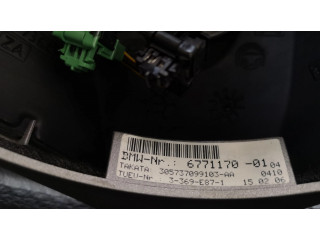 BMW-Nr.: 6771170-01 04
TAKATA: 305737099103-AA 0410
TUEV-Nr 3-369-E87-1 15 02 06